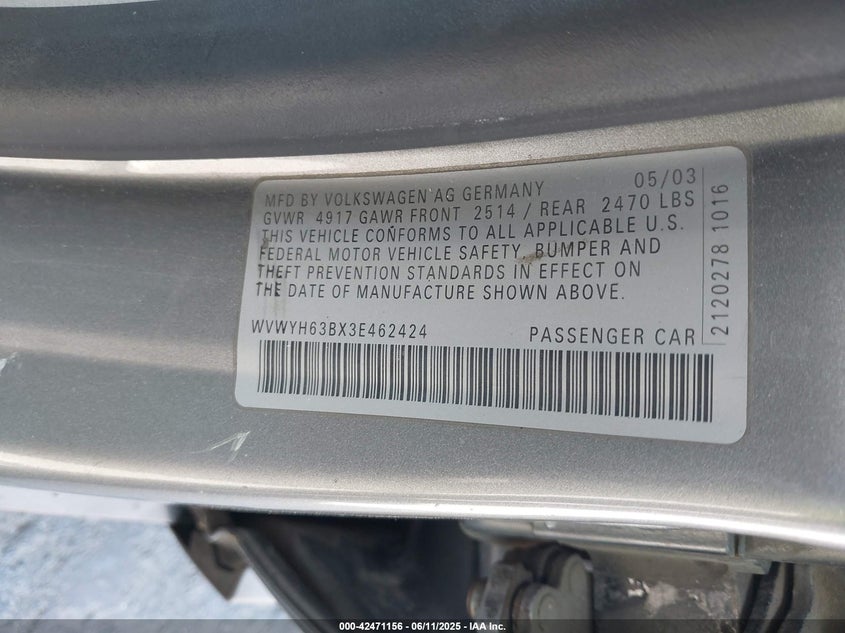 MFD BY VOLKSWAGEN AG GERMANY 05/03
GVWR 4917 GAWR FRONT 2514 / REAR 2470 LBS
THIS VEHICLE CONFORMS TO ALL APPLICABLE U.S.
FEDERAL MOTOR VEHICLE SAFETY, BUMPER AND
THEFT PREVENTION STANDARDS IN EFFECT ON
THE DATE OF MANUFACTURE SHOWN ABOVE.
WVWYH63BX3E462424 PASSENGER CAR
2120278 1016
000-42471156 - 06/11/2025 - IAA Inc.